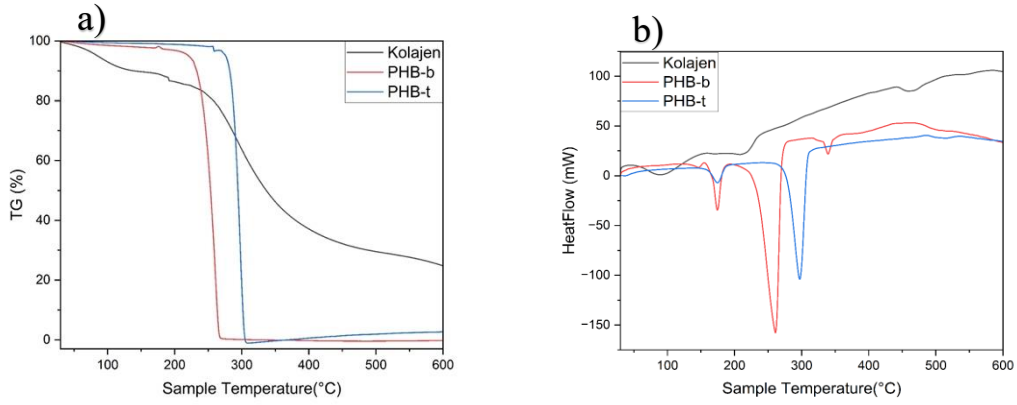 a)
100
80
60
40
20
0
TG (%)
Kolajen
PHB-b
PHB-t
100 200 300 400 500 600
Sample Temperature(°C)
b)
100
50
0
−50
−100
−150
HeatFlow (mW)
Kolajen
PHB-b
PHB-t
100 200 300 400 500 600
Sample Temperature(°C)